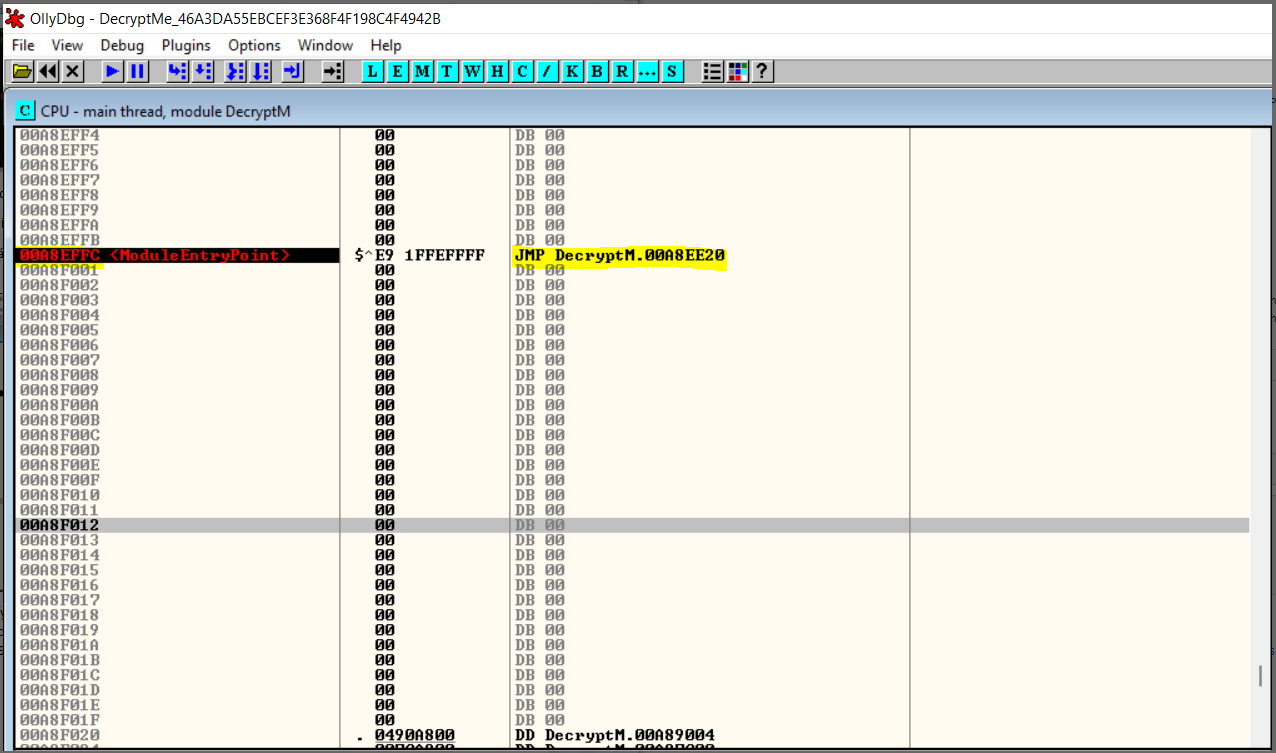 OllyDbg - DecryptMe_46A3DA55EBCEF3E368F4F198C4F4942B
File View Debug Plugins Options Window Help
L E M T W H C / K B R ... S ?
C CPU - main thread, module DecryptM
00A8EFF4 00 DB 00
00A8EFF5 00 DB 00
00A8EFF6 00 DB 00
00A8EFF7 00 DB 00
00A8EFF8 00 DB 00
00A8EFF9 00 DB 00
00A8EFFA 00 DB 00
00A8EFFB 00 DB 00
00A8EFFC <ModuleEntryPoint> $^E9 1FFEFFFF JMP DecryptM.00A8EE20
00A8F001 00 DB 00
00A8F002 00 DB 00
00A8F003 00 DB 00
00A8F004 00 DB 00
00A8F005 00 DB 00
00A8F006 00 DB 00
00A8F007 00 DB 00
00A8F008 00 DB 00
00A8F009 00 DB 00
00A8F00A 00 DB 00
00A8F00B 00 DB 00
00A8F00C 00 DB 00
00A8F00D 00 DB 00
00A8F00E 00 DB 00
00A8F00F 00 DB 00
00A8F010 00 DB 00
00A8F011 00 DB 00
00A8F012 00 DB 00
00A8F013 00 DB 00
00A8F014 00 DB 00
00A8F015 00 DB 00
00A8F016 00 DB 00
00A8F017 00 DB 00
00A8F018 00 DB 00
00A8F019 00 DB 00
00A8F01A 00 DB 00
00A8F01B 00 DB 00
00A8F01C 00 DB 00
00A8F01D 00 DB 00
00A8F01E 00 DB 00
00A8F01F 00 DB 00
00A8F020 . 0490A800 DD DecryptM.00A89004